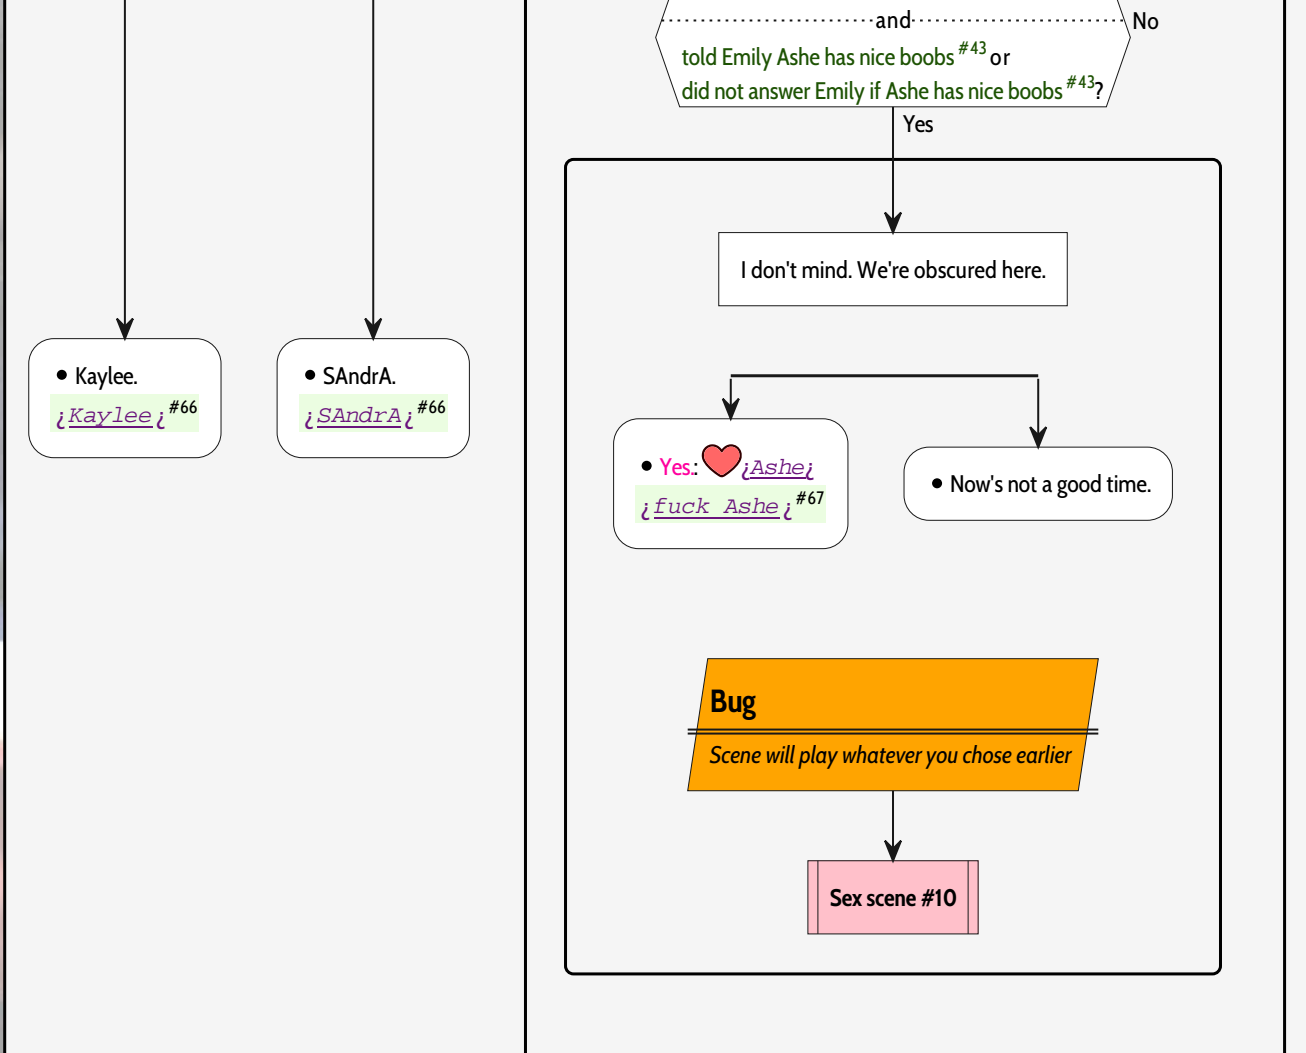 and
No
told Emily Ashe has nice boobs #43 or
did not answer Emily if Ashe has nice boobs #43?
Yes
I don't mind. We're obscured here.
• Kaylee.
¿Kaylee¿#66
• SAndrA.
¿SAndrA¿#66
• Yes.: ¿Ashe¿
¿fuck Ashe¿#67
• Now's not a good time.
Bug
Scene will play whatever you chose earlier
Sex scene #10